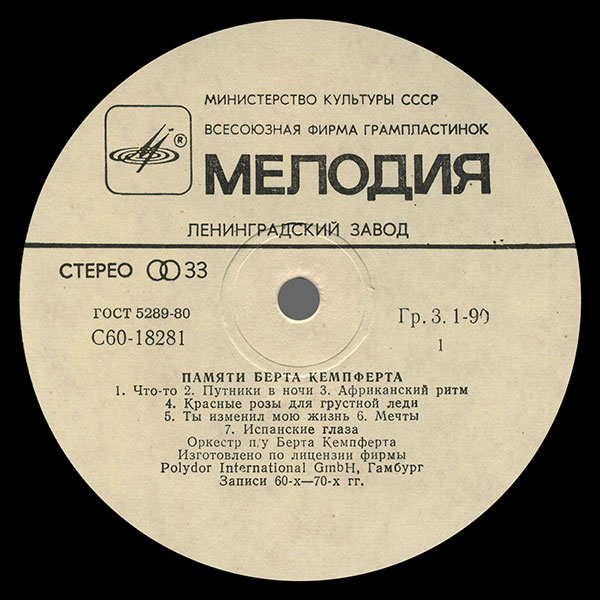 МИНИСТЕРСТВО КУЛЬТУРЫ СССР
ВСЕСОЮЗНАЯ ФИРМА ГРАМПЛАСТИНОК
®
МЕЛОДИЯ
ЛЕНИНГРАДСКИЙ ЗАВОД
СТЕРЕО 33
ГОСТ 5289-80
Гр. 3. 1-90
С60-18281
1
ПАМЯТИ БЕРТА КЕМПФЕРТА
1. Что-то 2. Путники в ночи 3. Африканский ритм
4. Красные розы для грустной леди
5. Ты изменил мою жизнь 6. Мечты
7. Испанские глаза
Оркестр п/у Берта Кемпферта
Изготовлено по лицензии фирмы
Polydor International GmbH, Гамбург
Записи 60-х—70-х гг.